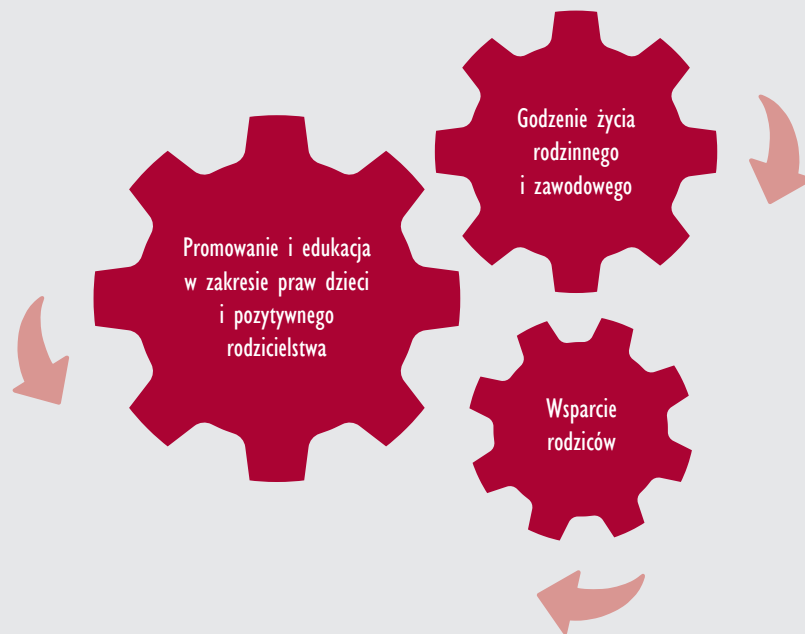 Godzenie życia
rodzinnego
i zawodowego
Promowanie i edukacja
w zakresie praw dzieci
i pozytywnego
rodzicielstwa
Wsparcie
rodziców